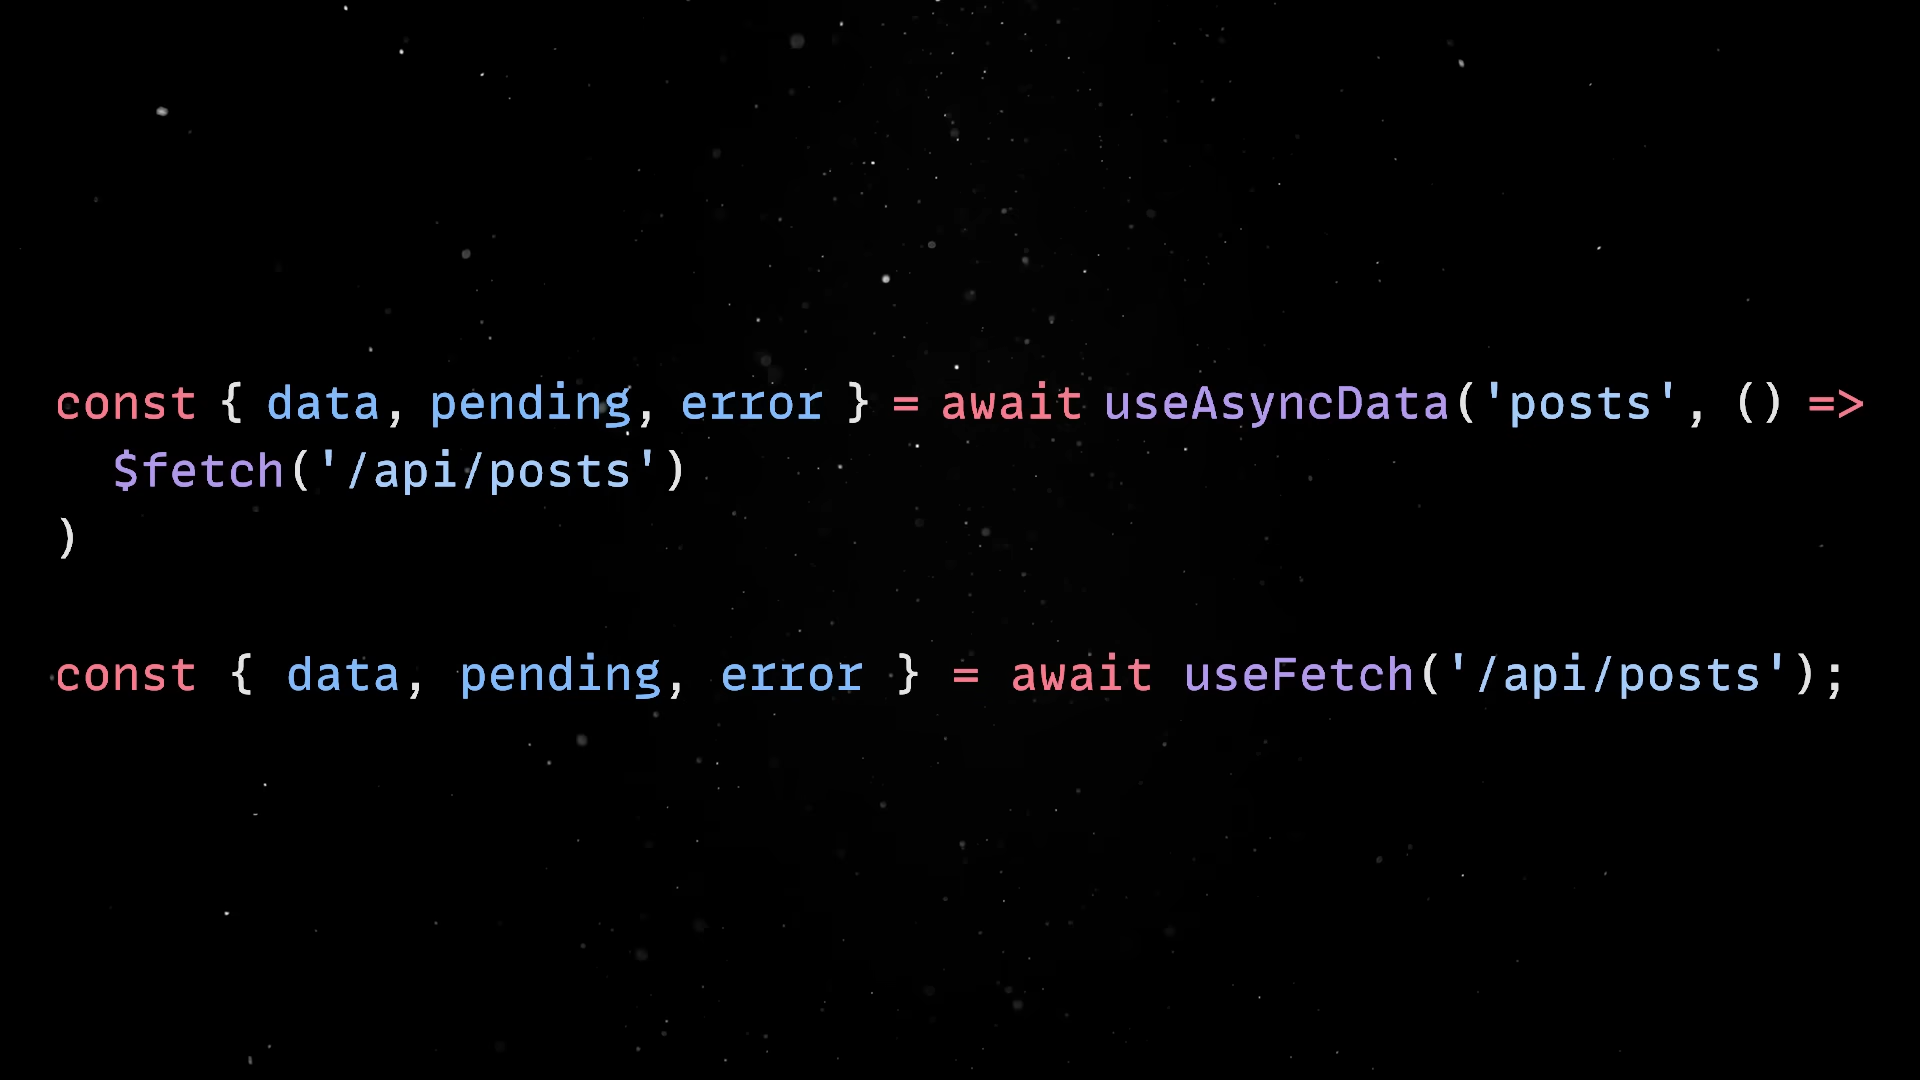 const { data, pending, error } = await useAsyncData('posts', () =>
  $fetch('/api/posts')
)
const { data, pending, error } = await useFetch('/api/posts');